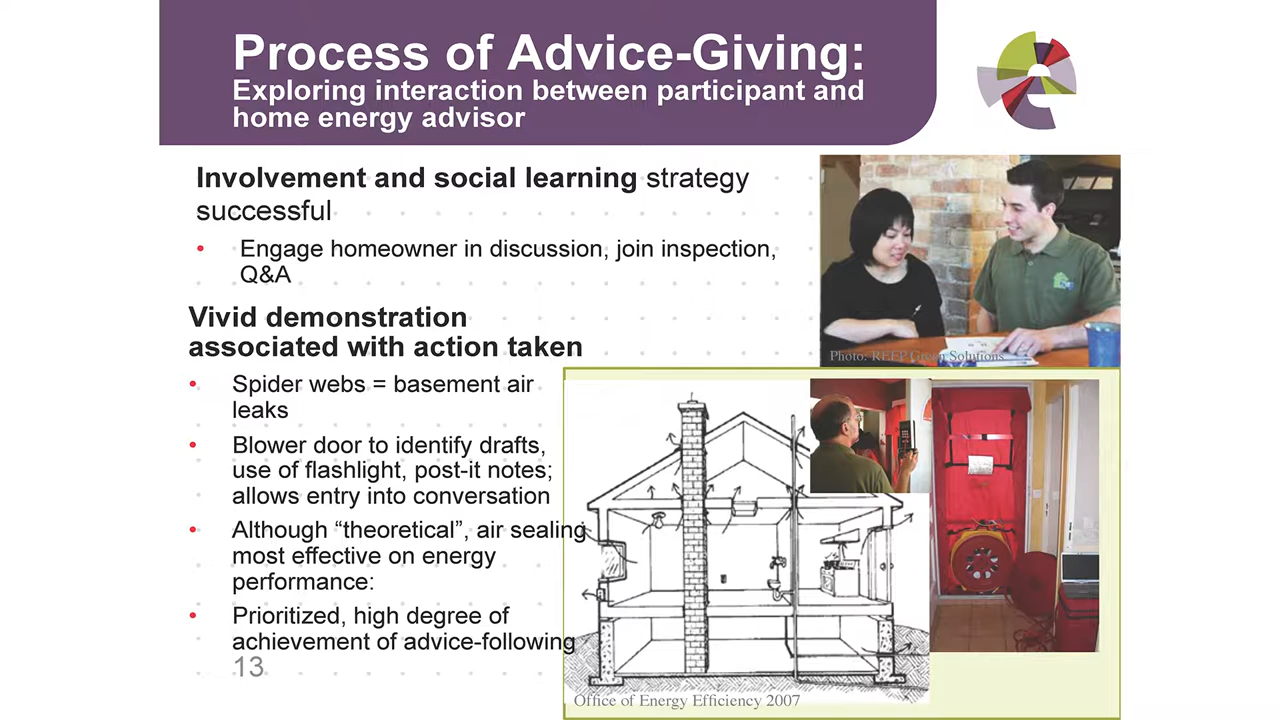 Process of Advice-Giving:
Exploring interaction between participant and
home energy advisor
Involvement and social learning strategy
successful
• Engage homeowner in discussion, join inspection,
Q&A
Vivid demonstration
associated with action taken
• Spider webs = basement air
leaks
• Blower door to identify drafts,
use of flashlight, post-it notes;
allows entry into conversation
• Although “theoretical”, air sealing
most effective on energy
performance:
• Prioritized, high degree of
achievement of advice-following
13
Photo: REEP Green Solutions
Office of Energy Efficiency 2007